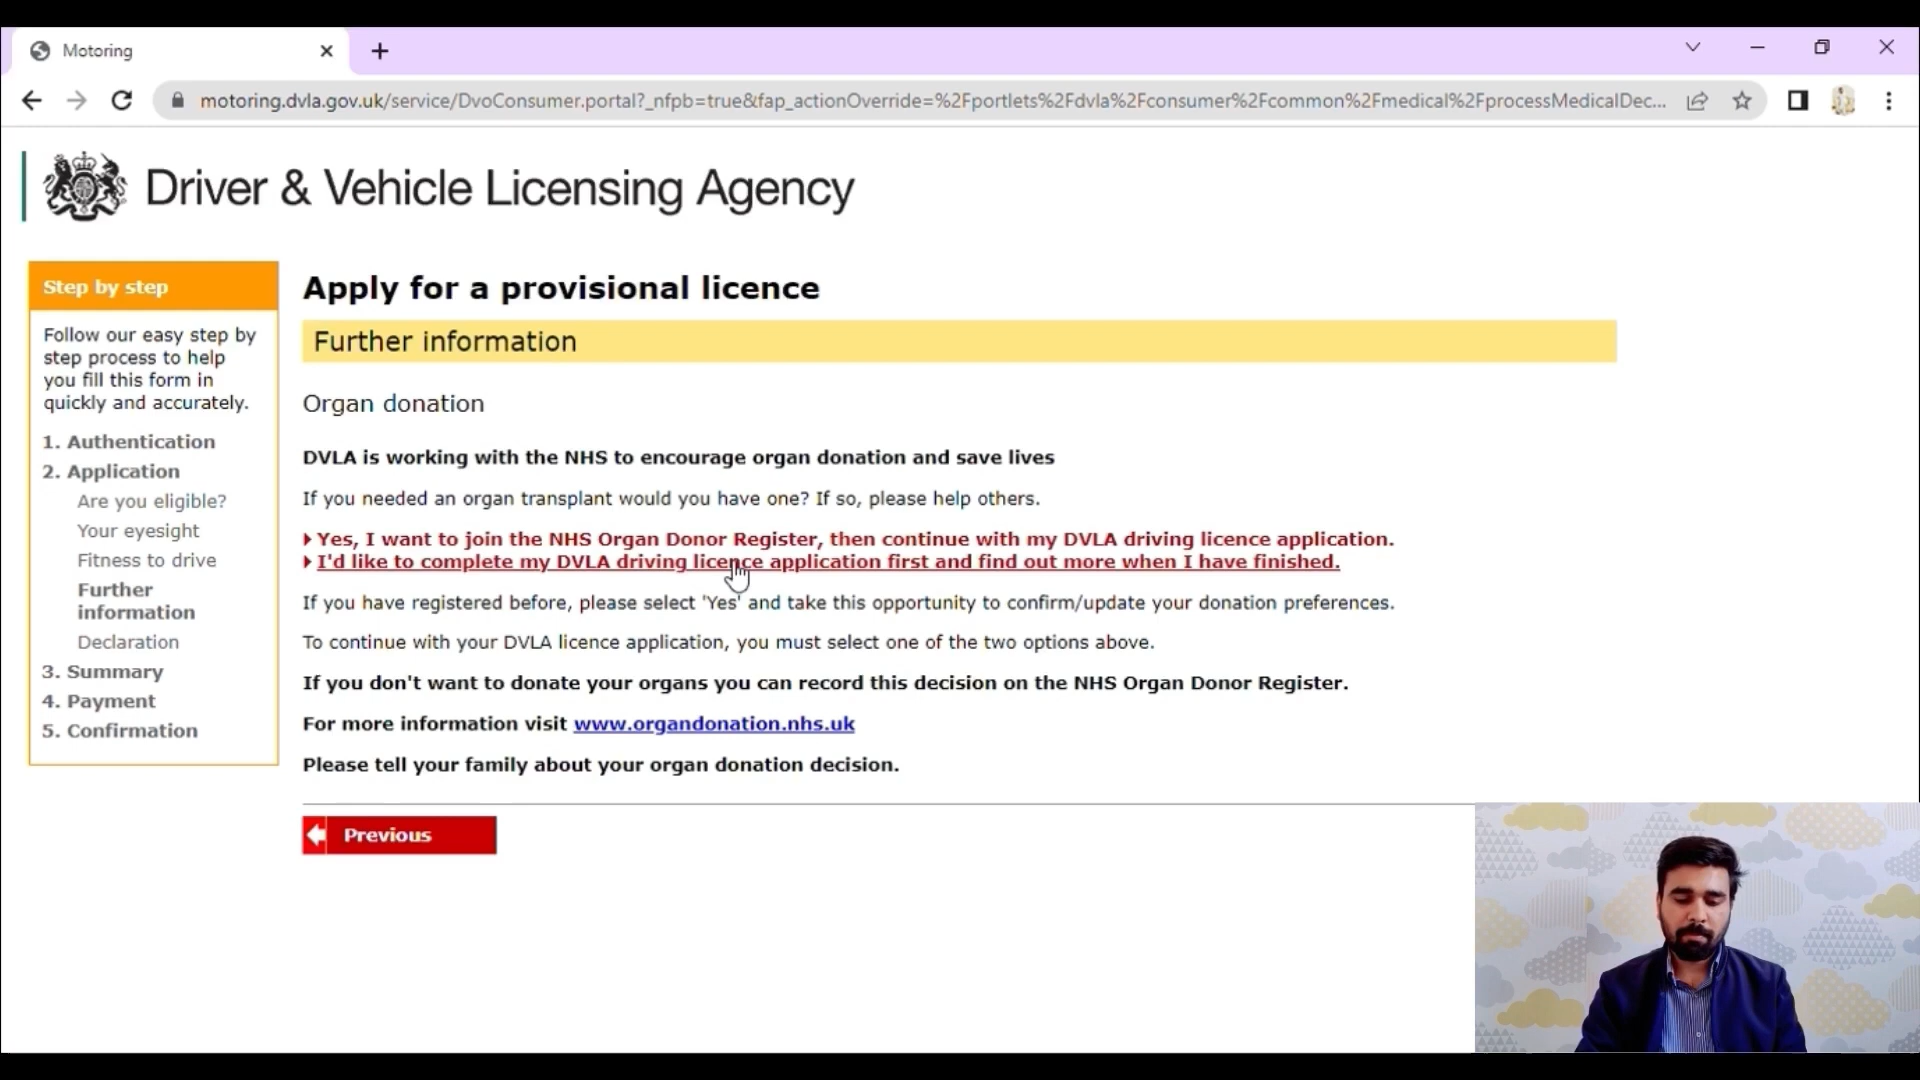 Motoring
motoring.dvla.gov.uk/service/DvoConsumer.portal?_nfpb=true&fap_actionOverride=%2Fportlets%2Fdvla%2Fconsumer%2Fcommon%2Fmedical%2FprocessMedicalDec...
Driver & Vehicle Licensing Agency
Step by step
Follow our easy step by
step process to help
you fill this form in
quickly and accurately.
1. Authentication
2. Application
Are you eligible?
Your eyesight
Fitness to drive
Further
information
Declaration
3. Summary
4. Payment
5. Confirmation
Apply for a provisional licence
Further information
Organ donation
DVLA is working with the NHS to encourage organ donation and save lives
If you needed an organ transplant would you have one? If so, please help others.
Yes, I want to join the NHS Organ Donor Register, then continue with my DVLA driving licence application.
I'd like to complete my DVLA driving licence application first and find out more when I have finished.
If you have registered before, please select 'Yes' and take this opportunity to confirm/update your donation preferences.
To continue with your DVLA licence application, you must select one of the two options above.
If you don't want to donate your organs you can record this decision on the NHS Organ Donor Register.
For more information visit www.organdonation.nhs.uk
Please tell your family about your organ donation decision.
Previous